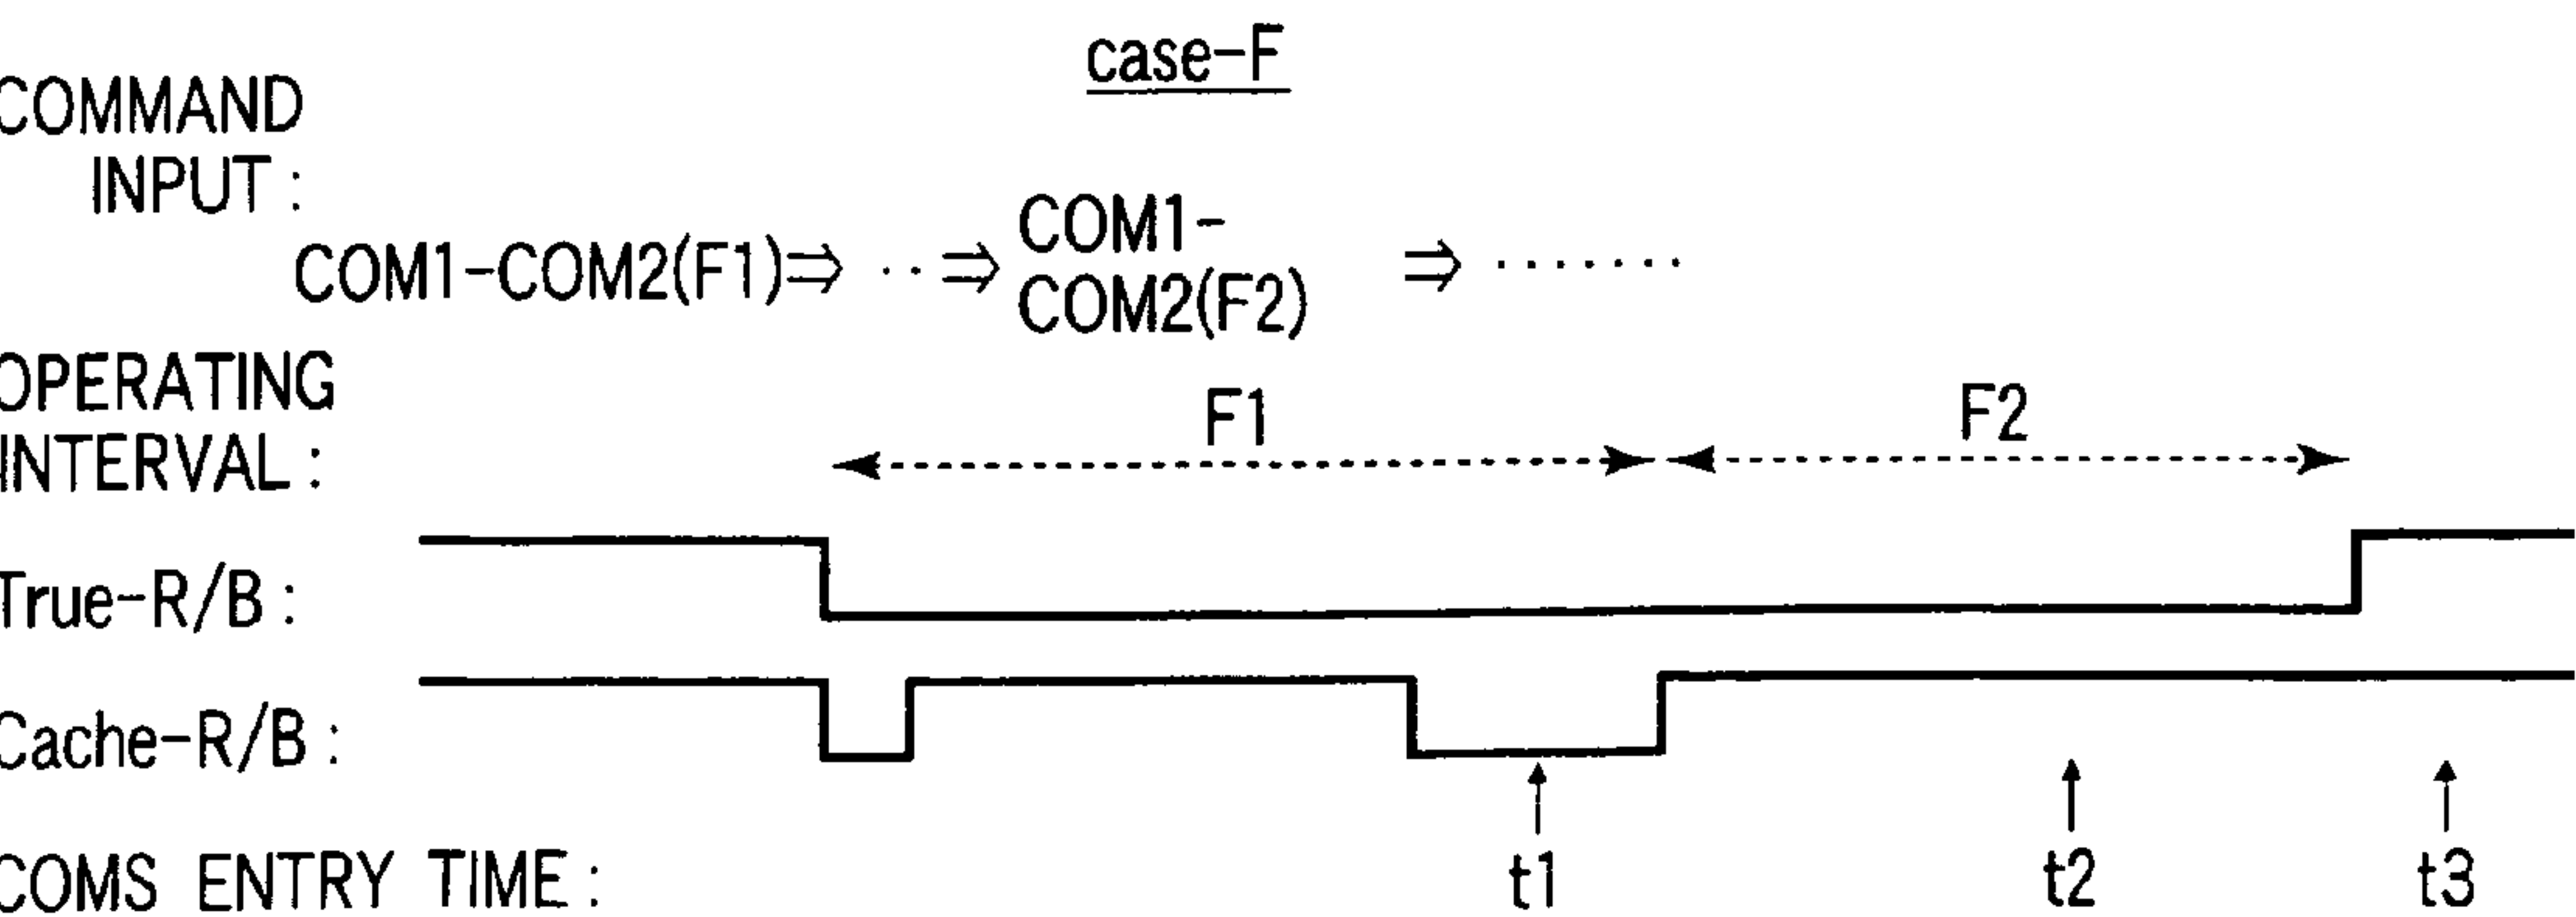 case-F
COMMAND
INPUT :
COM1-COM2(F1)⇒ ·· ⇒ COM1-
COM2(F2) ⇒ ·······
OPERATING
INTERVAL :
F1 F2
True-R/B :
Cache-R/B :
COMS ENTRY TIME : t1 t2 t3